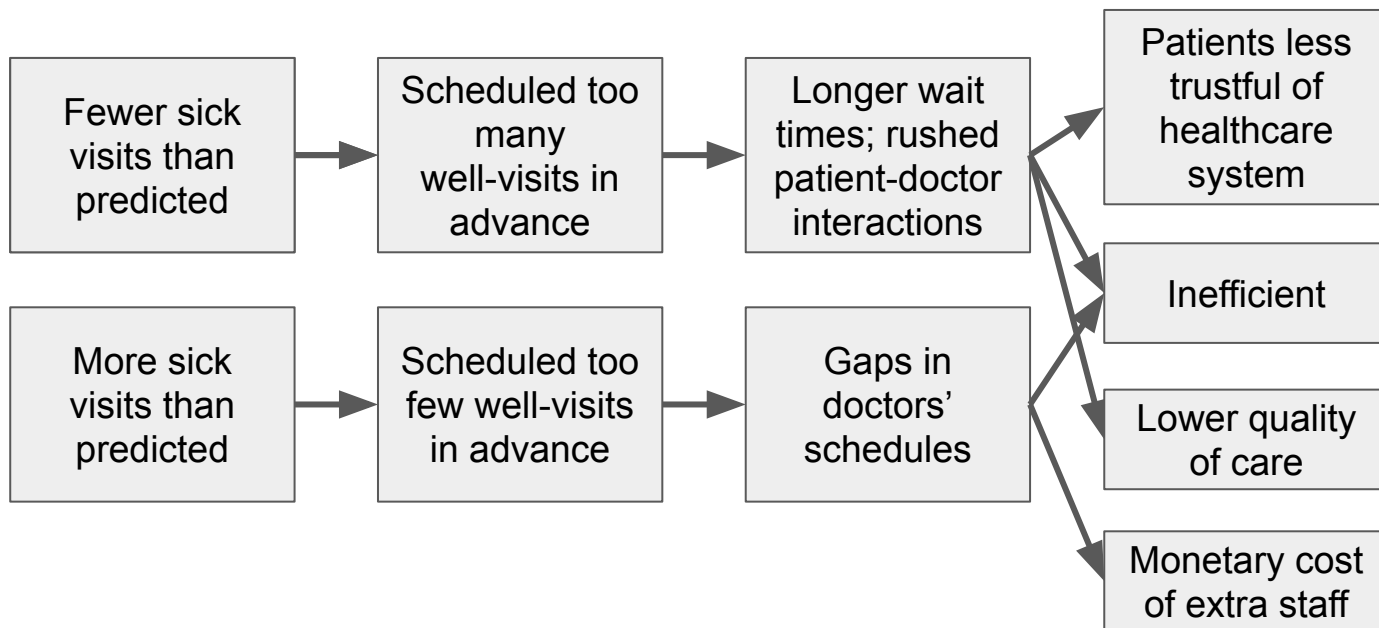 Fewer sick
visits than
predicted
Scheduled too
many
well-visits in
advance
Longer wait
times; rushed
patient-doctor
interactions
Patients less
trustful of
healthcare
system
Inefficient
More sick
visits than
predicted
Scheduled too
few well-visits
in advance
Gaps in
doctors’
schedules
Lower quality
of care
Monetary cost
of extra staff